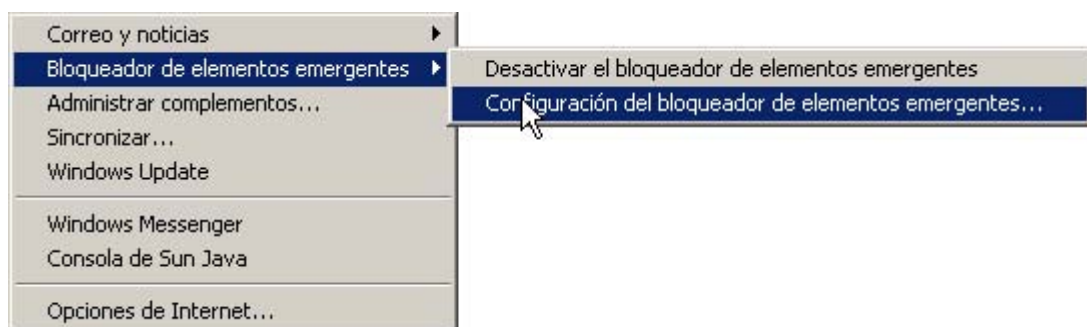 Correo y noticias
Bloqueador de elementos emergentes
Desactivar el bloqueador de elementos emergentes
Administrar complementos...
Configuración del bloqueador de elementos emergentes...
Sincronizar...
Windows Update
Windows Messenger
Consola de Sun Java
Opciones de Internet...